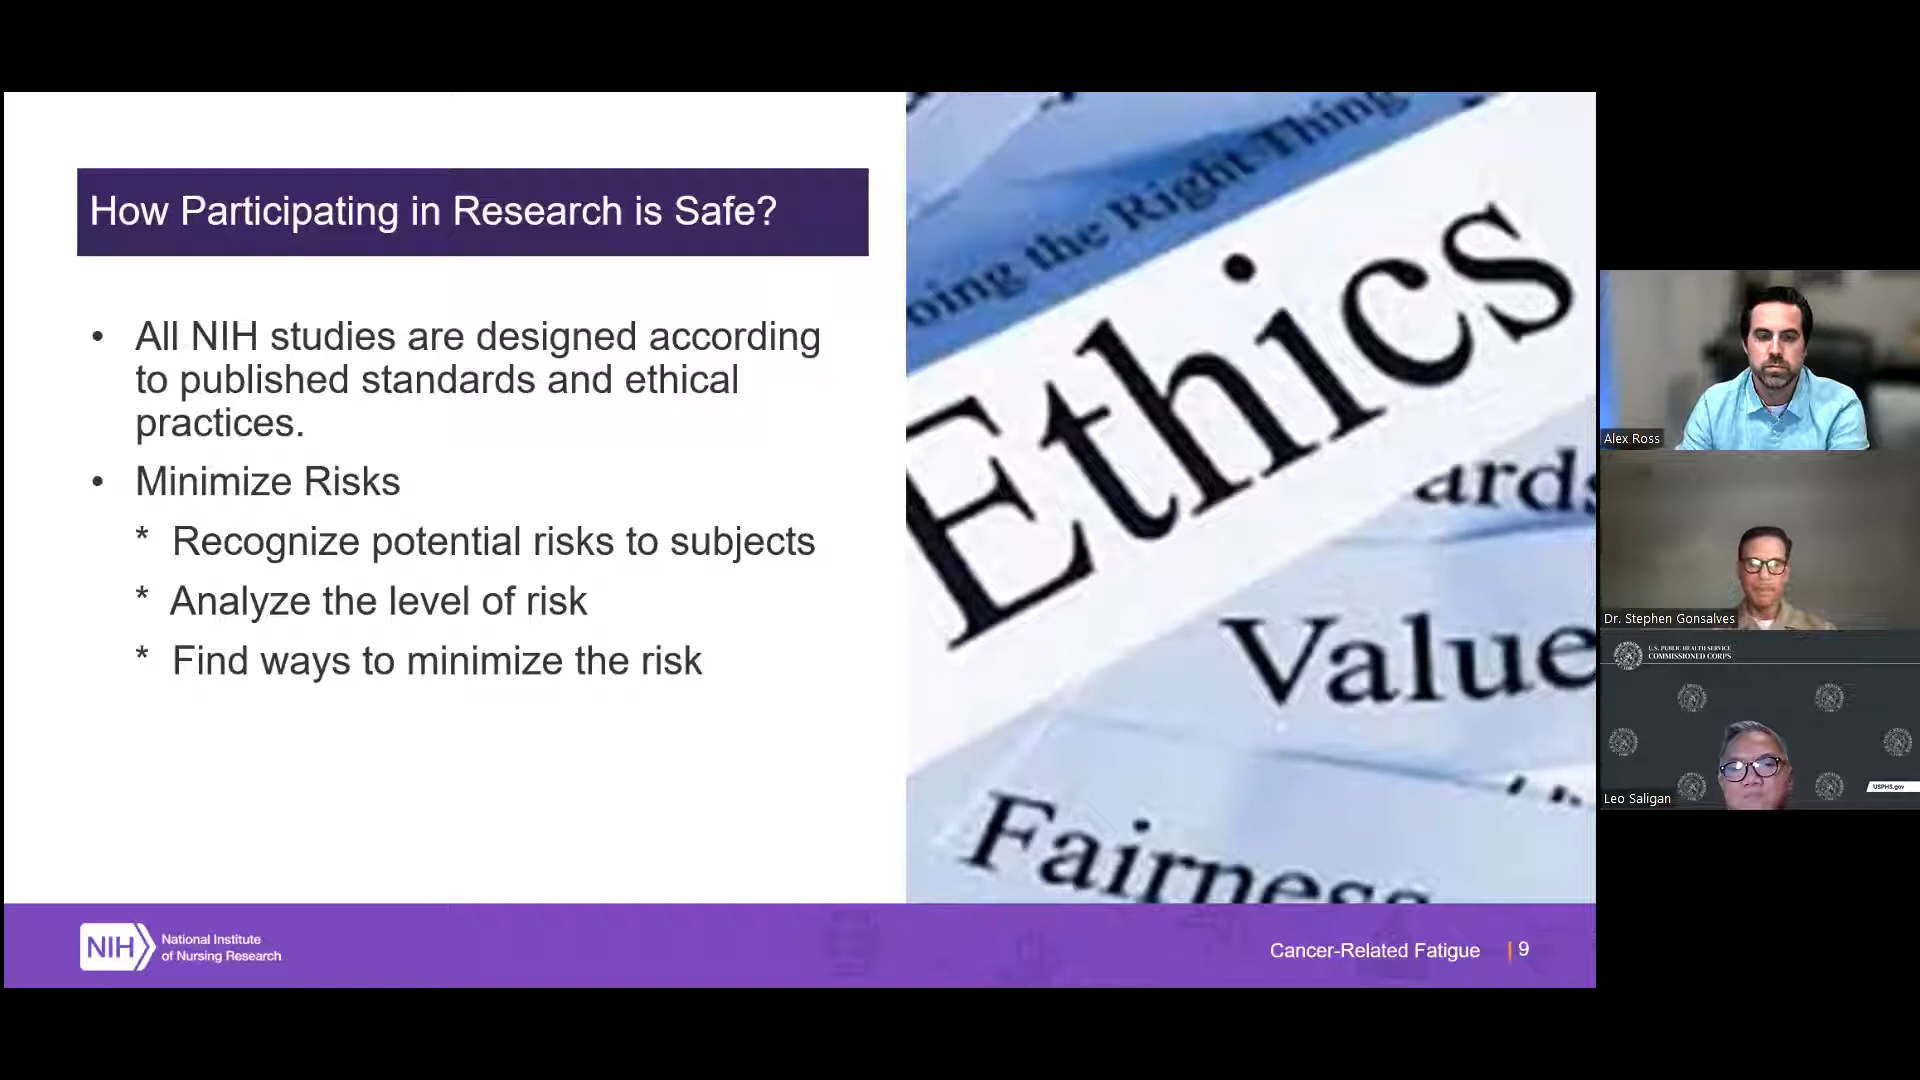 How Participating in Research is Safe?
• All NIH studies are designed according
to published standards and ethical
practices.
• Minimize Risks
* Recognize potential risks to subjects
* Analyze the level of risk
* Find ways to minimize the risk
oing the Right Thing
Ethics
ards
Value
Fairness
NIH
National Institute
of Nursing Research
Cancer-Related Fatigue | 9
Alex Ross
Dr. Stephen Gonsalves
U.S. PUBLIC HEALTH SERVICE
COMMISSIONED CORPS
USPHS.gov
Leo Saligan